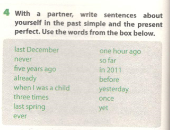 4 With a partner, write sentences about
yourself in the past simple and the present
perfect. Use the words from the box below.
last December
never
five years ago
already
when I was a child
three times
last spring
ever
one hour ago
so far
in 2011
before
yesterday
once
yet